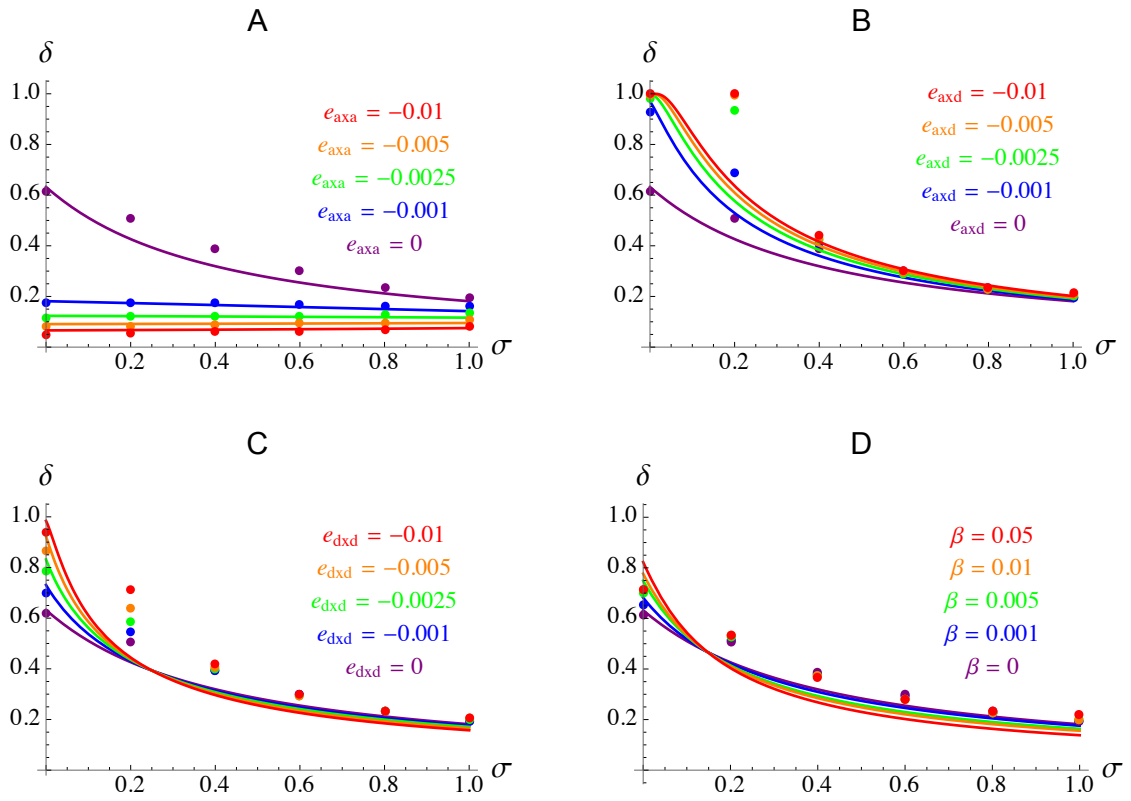 A
δ
1.0
0.8
0.6
0.4
0.2
0.2 0.4 0.6 0.8 1.0 σ
e_axa = −0.01
e_axa = −0.005
e_axa = −0.0025
e_axa = −0.001
e_axa = 0
B
δ
1.0
0.8
0.6
0.4
0.2
0.2 0.4 0.6 0.8 1.0 σ
e_axd = −0.01
e_axd = −0.005
e_axd = −0.0025
e_axd = −0.001
e_axd = 0
C
δ
1.0
0.8
0.6
0.4
0.2
0.2 0.4 0.6 0.8 1.0 σ
e_dxd = −0.01
e_dxd = −0.005
e_dxd = −0.0025
e_dxd = −0.001
e_dxd = 0
D
δ
1.0
0.8
0.6
0.4
0.2
0.2 0.4 0.6 0.8 1.0 σ
β = 0.05
β = 0.01
β = 0.005
β = 0.001
β = 0